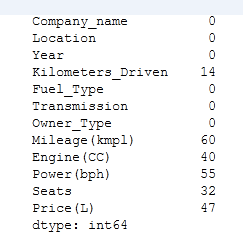 Company_name 0
Location 0
Year 0
Kilometers_Driven 14
Fuel_Type 0
Transmission 0
Owner_Type 0
Mileage(kmpl) 60
Engine(CC) 40
Power(bph) 55
Seats 32
Price(L) 47
dtype: int64